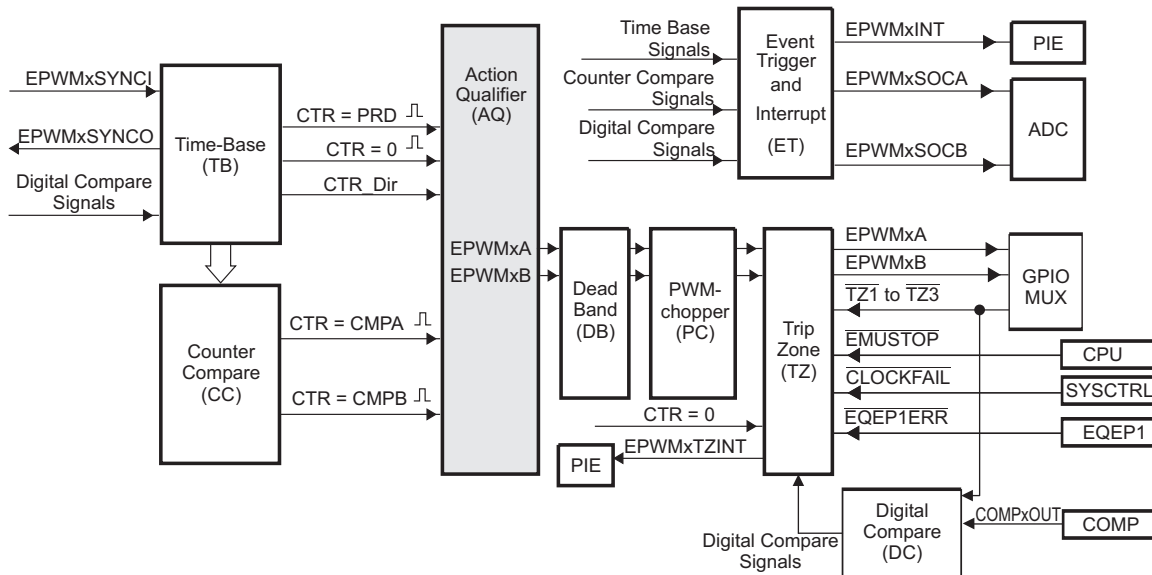 EPWMxSYNCI
EPWMxSYNCO
Digital Compare
Signals
Time-Base
(TB)
CTR = PRD
CTR = 0
CTR_Dir
Counter
Compare
(CC)
CTR = CMPA
CTR = CMPB
Action
Qualifier
(AQ)
EPWMxA
EPWMxB
Time Base
Signals
Counter Compare
Signals
Digital Compare
Signals
Event
Trigger
and
Interrupt
(ET)
EPWMxINT
EPWMxSOCA
EPWMxSOCB
PIE
ADC
Dead
Band
(DB)
PWM-
chopper
(PC)
Trip
Zone
(TZ)
EPWMxA
EPWMxB
TZ1 to TZ3
EMUSTOP
CLOCKFAIL
EQEP1ERR
GPIO
MUX
CPU
SYSCTRL
EQEP1
CTR = 0
EPWMxTZINT
PIE
Digital Compare
Signals
Digital
Compare
(DC)
COMPxOUT
COMP